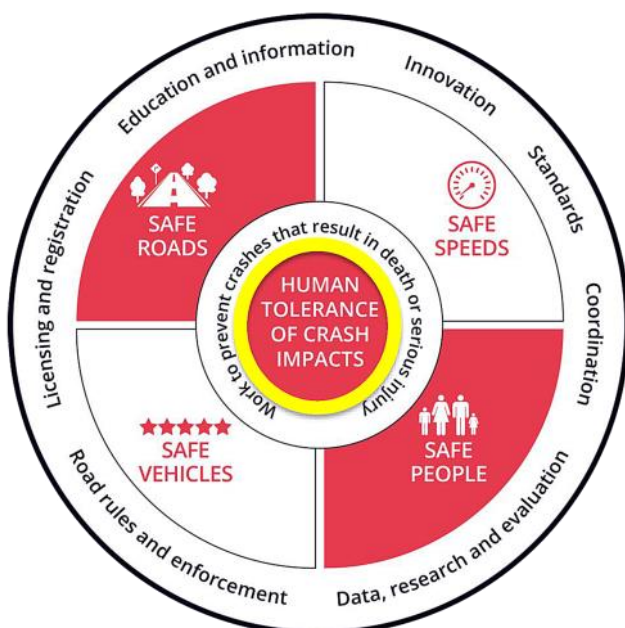 Education and information
Innovation
Standards
Coordination
Data, research and evaluation
Road rules and enforcement
Licensing and registration
SAFE
ROADS
SAFE
SPEEDS
SAFE
VEHICLES
SAFE
PEOPLE
Work to prevent crashes that result in death or serious injury
HUMAN
TOLERANCE
OF CRASH
IMPACTS